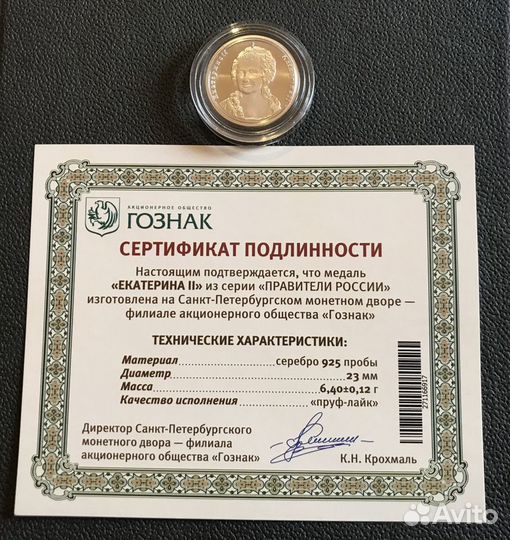 АКЦИОНЕРНОЕ ОБЩЕСТВО
ГОЗНАК
СЕРТИФИКАТ ПОДЛИННОСТИ
Настоящим подтверждается, что медаль
«ЕКАТЕРИНА II» из серии «ПРАВИТЕЛИ РОССИИ»
изготовлена на Санкт-Петербургском монетном дворе —
филиале акционерного общества «Гознак»
ТЕХНИЧЕСКИЕ ХАРАКТЕРИСТИКИ:
Материал серебро 925 пробы
Диаметр 23 мм
Масса 6,40±0,12 г
Качество исполнения «пруф-лайк»
271166917
Директор Санкт-Петербургского
монетного двора — филиала
акционерного общества «Гознак»
К.Н. Крохмаль
Avito